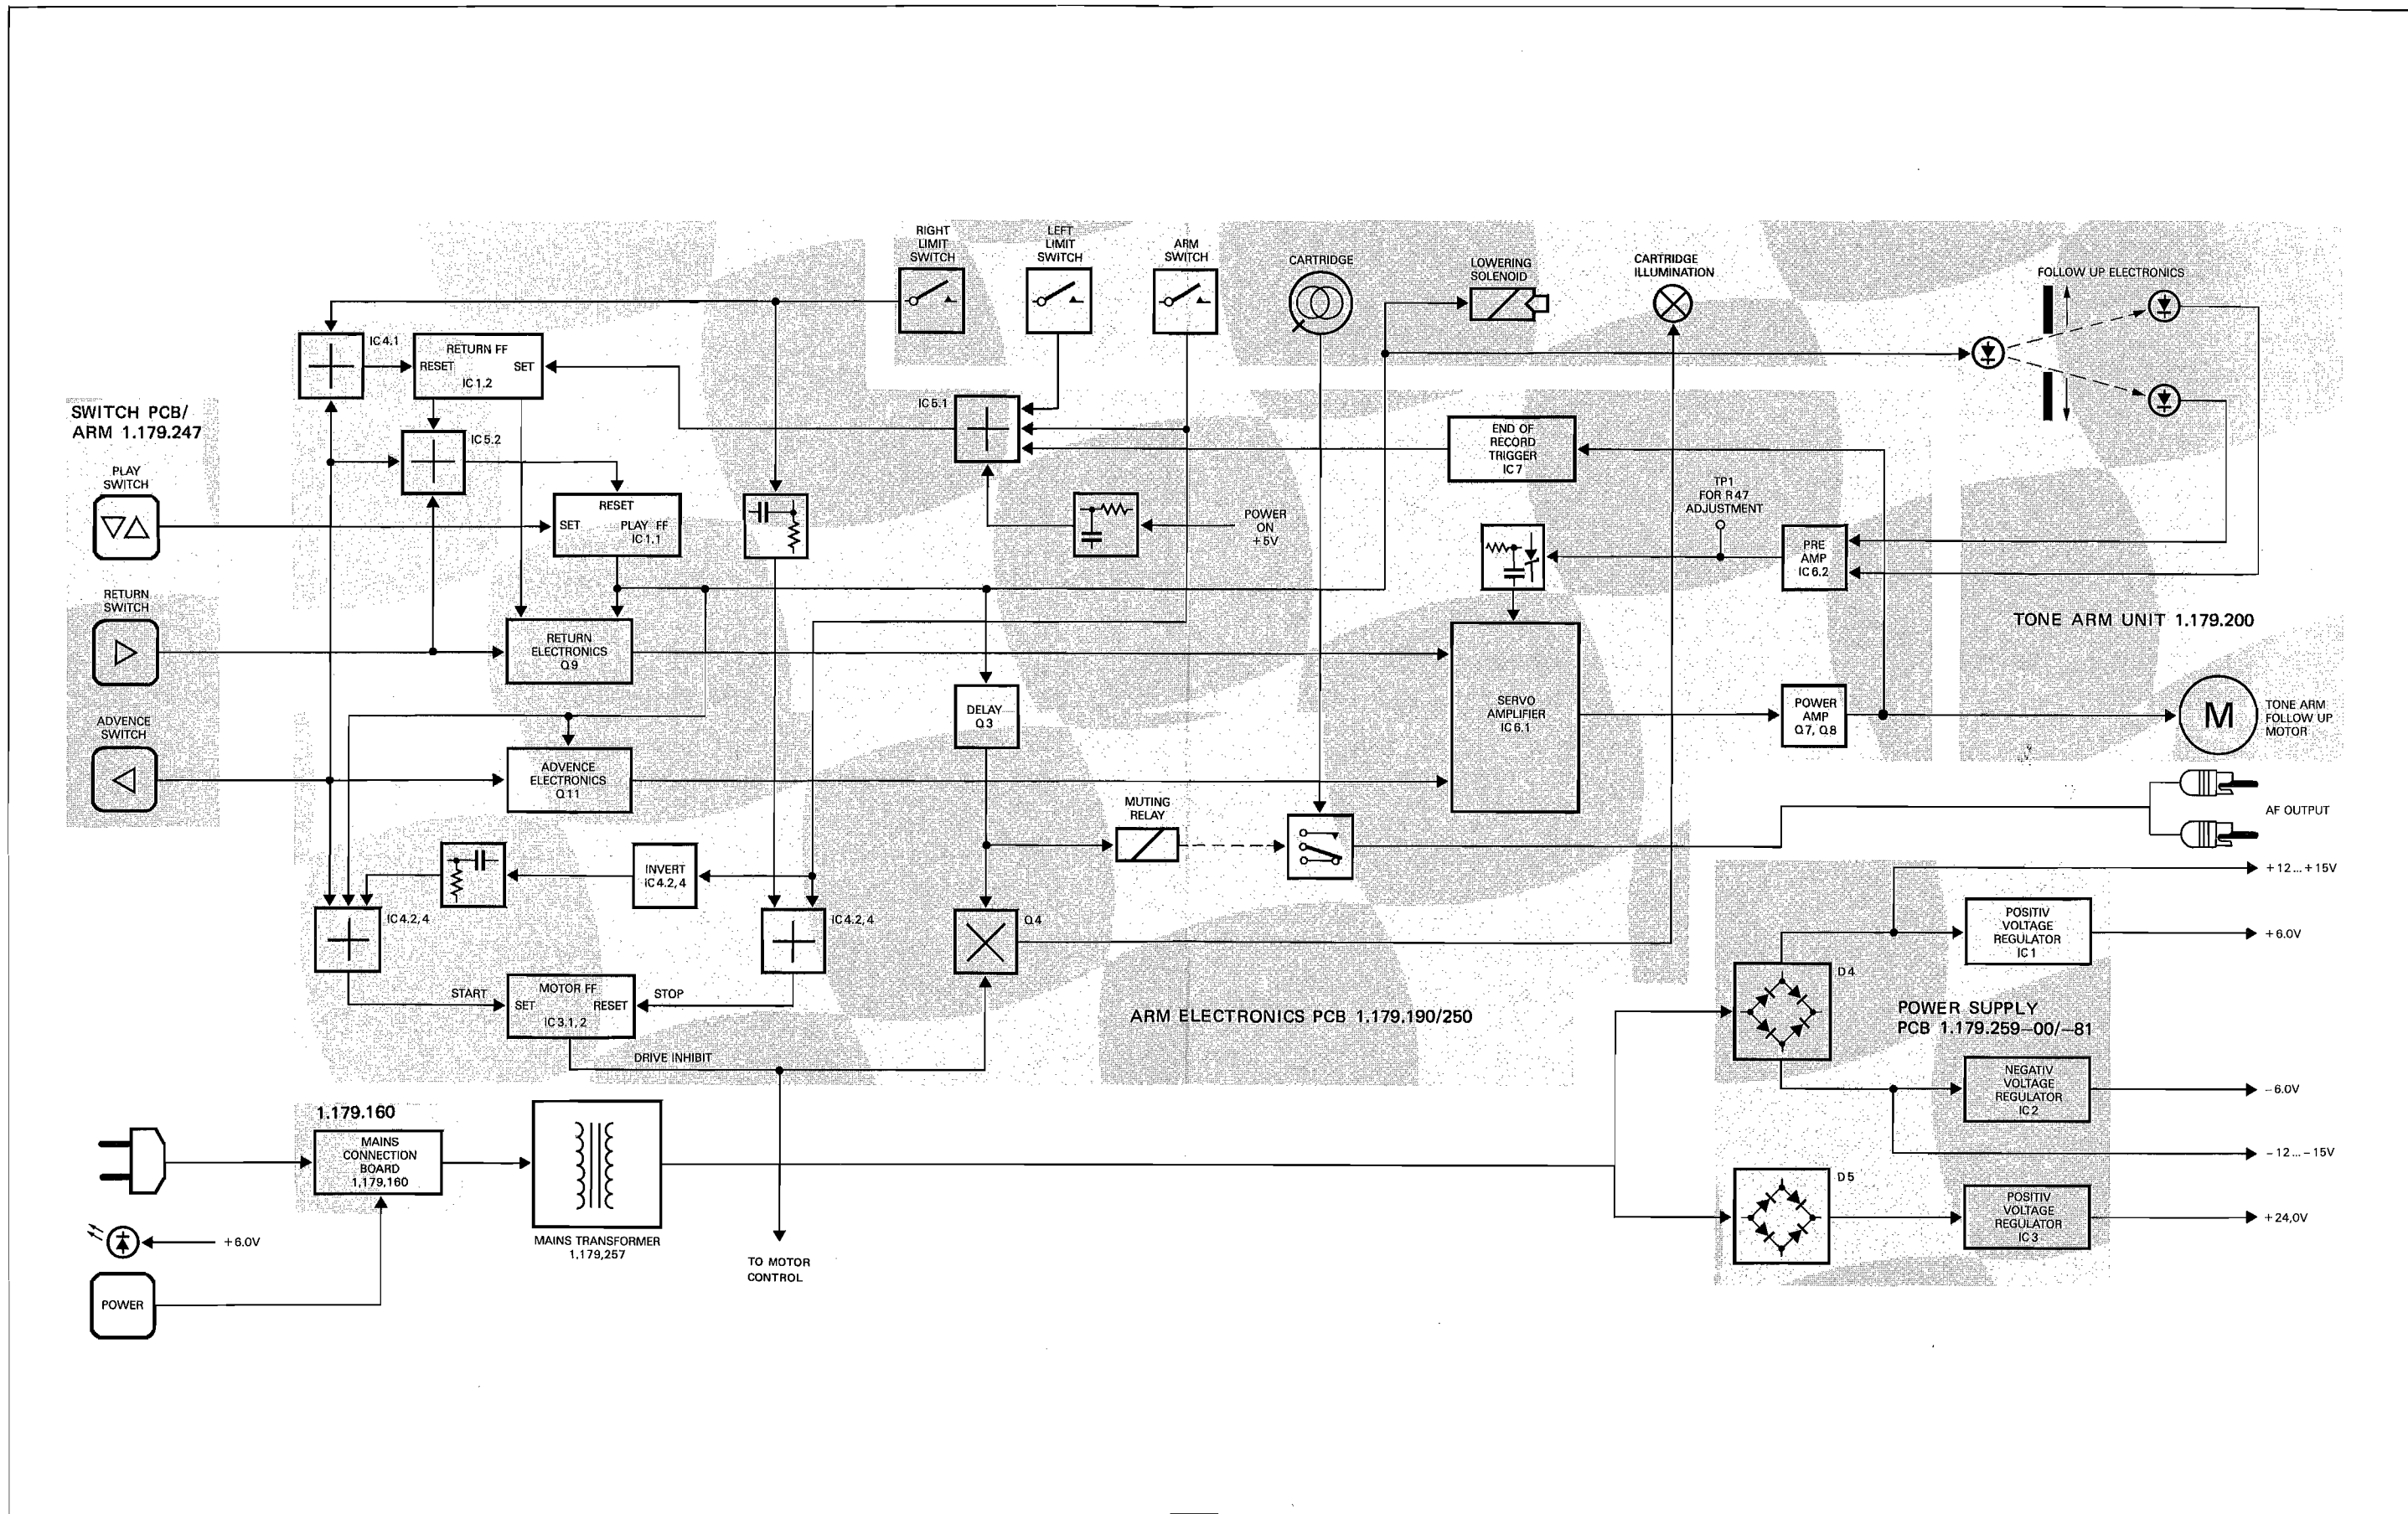 RIGHT
LIMIT
SWITCH
LEFT
LIMIT
SWITCH
ARM
SWITCH
CARTRIDGE
LOWERING
SOLENOID
CARTRIDGE
ILLUMINATION
FOLLOW UP ELECTRONICS
IC4.1
RETURN FF
RESET
SET
IC1.2
IC5.1
SWITCH PCB/
ARM 1.179.247
IC5.2
END OF
RECORD
TRIGGER
IC7
PLAY
SWITCH
RESET
SET
PLAY FF
IC1.1
POWER
ON
+5V
TP1
FOR R47
ADJUSTMENT
PRE
AMP
IC6.2
RETURN
SWITCH
RETURN
ELECTRONICS
Q9
TONE ARM UNIT 1.179.200
SERVO
AMPLIFIER
IC6.1
DELAY
Q3
POWER
AMP
Q7, Q8
M
TONE ARM
FOLLOW UP
MOTOR
ADVENCE
SWITCH
ADVENCE
ELECTRONICS
Q11
MUTING
RELAY
AF OUTPUT
INVERT
IC4.2,4
+12...+15V
IC4.2,4
IC4.2,4
Q4
POSITIV
VOLTAGE
REGULATOR
IC1
+6.0V
D4
START
SET
MOTOR FF
RESET
IC3.1,2
STOP
ARM ELECTRONICS PCB 1.179.190/250
POWER SUPPLY
PCB 1.179.259-00/-81
DRIVE INHIBIT
NEGATIV
VOLTAGE
REGULATOR
IC2
-6.0V
1.179.160
MAINS
CONNECTION
BOARD
1,179,160
-12...-15V
D5
POSITIV
VOLTAGE
REGULATOR
IC3
+24,0V
+6.0V
MAINS TRANSFORMER
1,179,257
TO MOTOR
CONTROL
POWER